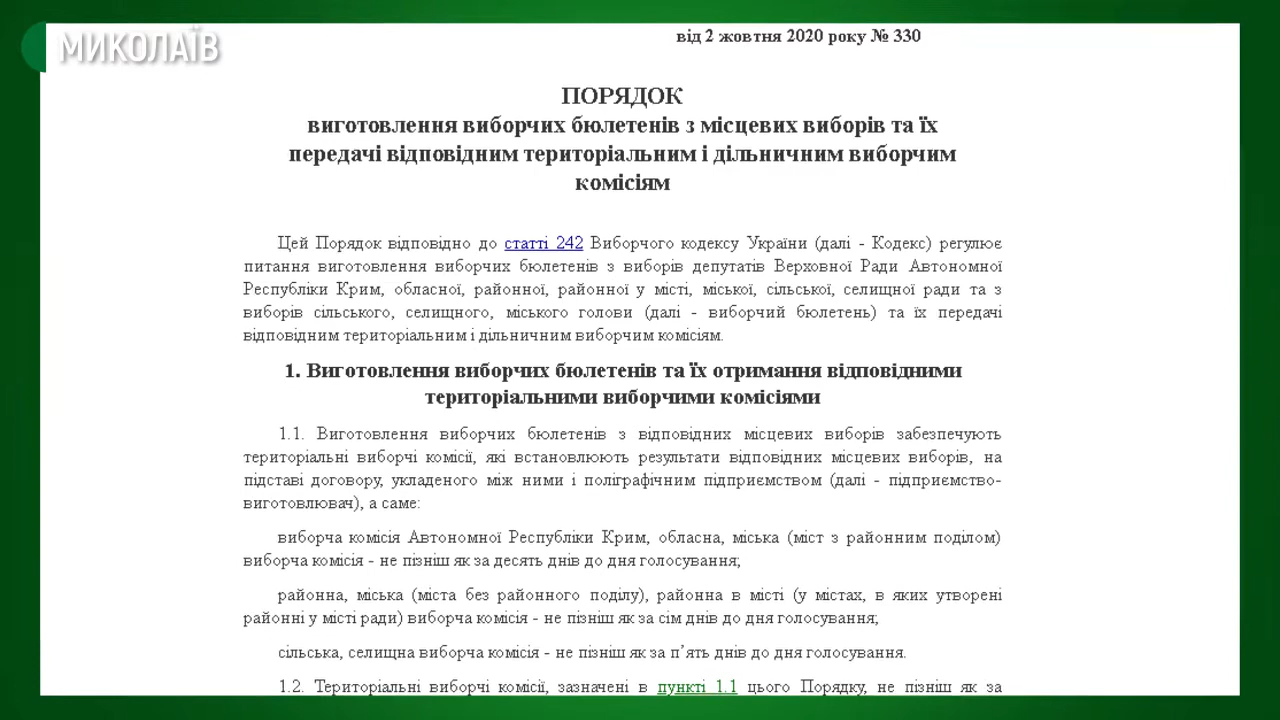 МИКОЛАЇВ
від 2 жовтня 2020 року № 330
ПОРЯДОК
виготовлення виборчих бюлетенів з місцевих виборів та їх
передачі відповідним територіальним і дільничним виборчим
комісіям
Цей Порядок відповідно до статті 242 Виборчого кодексу України (далі - Кодекс) регулює
питання виготовлення виборчих бюлетенів з виборів депутатів Верховної Ради Автономної
Республіки Крим, обласної, районної, районної у місті, міської, сільської, селищної ради та з
виборів сільського, селищного, міського голови (далі - виборчий бюлетень) та їх передачі
відповідним територіальним і дільничним виборчим комісіям.
1. Виготовлення виборчих бюлетенів та їх отримання відповідними
територіальними виборчими комісіями
1.1. Виготовлення виборчих бюлетенів з відповідних місцевих виборів забезпечують
територіальні виборчі комісії, які встановлюють результати відповідних місцевих виборів, на
підставі договору, укладеного між ними і поліграфічним підприємством (далі - підприємство-
виготовлювач), а саме:
виборча комісія Автономної Республіки Крим, обласна, міська (міст з районним поділом)
виборча комісія - не пізніш як за десять днів до дня голосування;
районна, міська (міста без районного поділу), районна в місті (у містах, в яких утворені
районні у місті ради) виборча комісія - не пізніш як за сім днів до дня голосування;
сільська, селищна виборча комісія - не пізніш як за п’ять днів до дня голосування.
1.2. Територіальні виборчі комісії, зазначені в пункті 1.1 цього Порядку, не пізніш як за